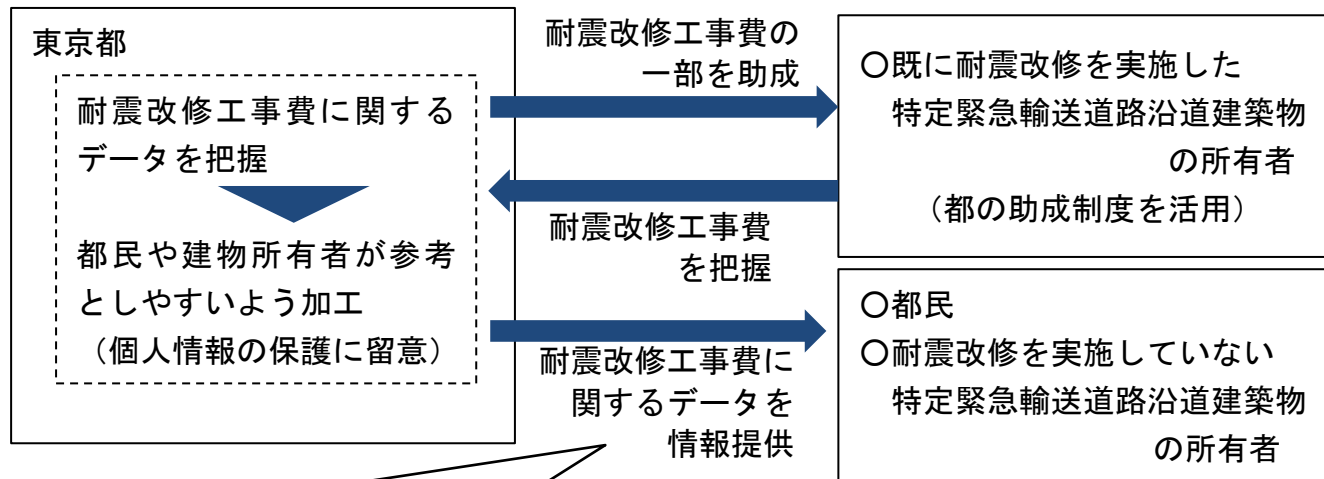 東京都
耐震改修工事費に関する
データを把握
都民や建物所有者が参考
としやすいよう加工
（個人情報の保護に留意）
耐震改修工事費の
一部を助成
耐震改修工事費
を把握
耐震改修工事費に
関するデータを
情報提供
〇既に耐震改修を実施した
特定緊急輸送道路沿道建築物
の所有者
（都の助成制度を活用）
〇都民
〇耐震改修を実施していない
特定緊急輸送道路沿道建築物
の所有者